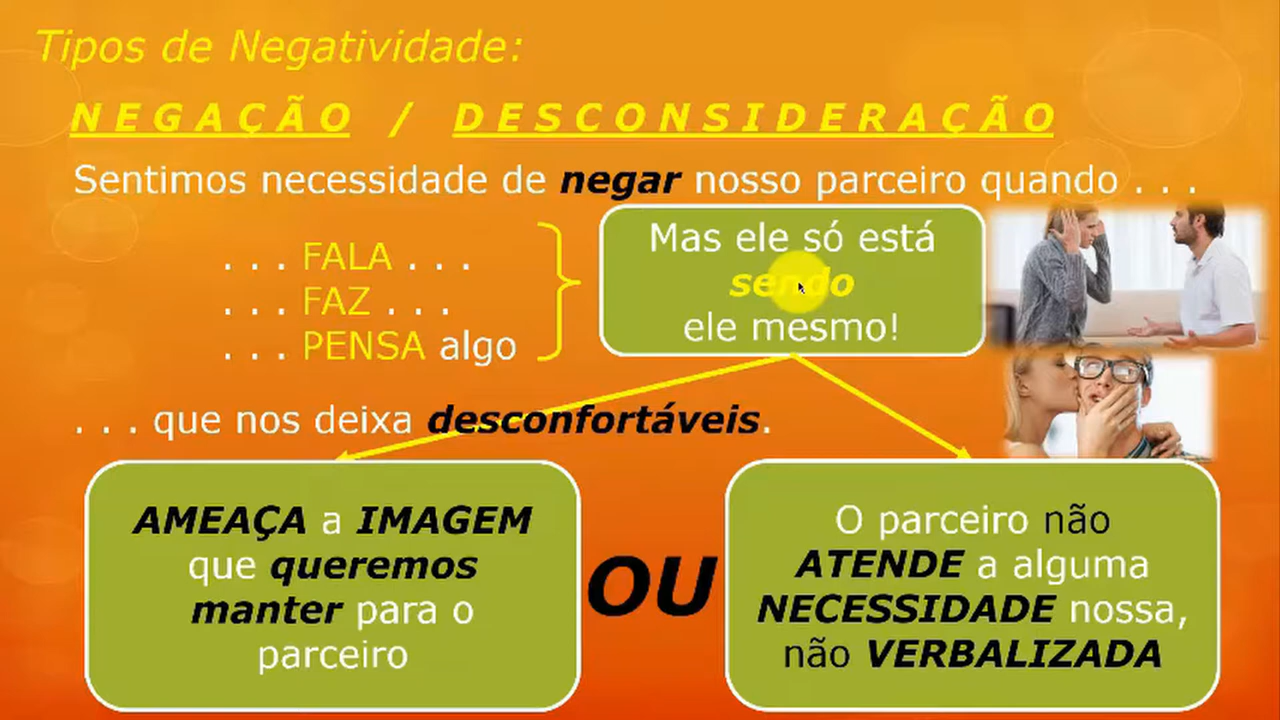 Tipos de Negatividade:
NEGAÇÃO / DESCONSIDERAÇÃO
Sentimos necessidade de negar nosso parceiro quando . . .
. . . FALA . . .
. . . FAZ . . .
. . . PENSA algo
Mas ele só está
sendo
ele mesmo!
. . . que nos deixa desconfortáveis.
AMEAÇA a IMAGEM
que queremos
manter para o
parceiro
OU
O parceiro não
ATENDE a alguma
NECESSIDADE nossa,
não VERBALIZADA